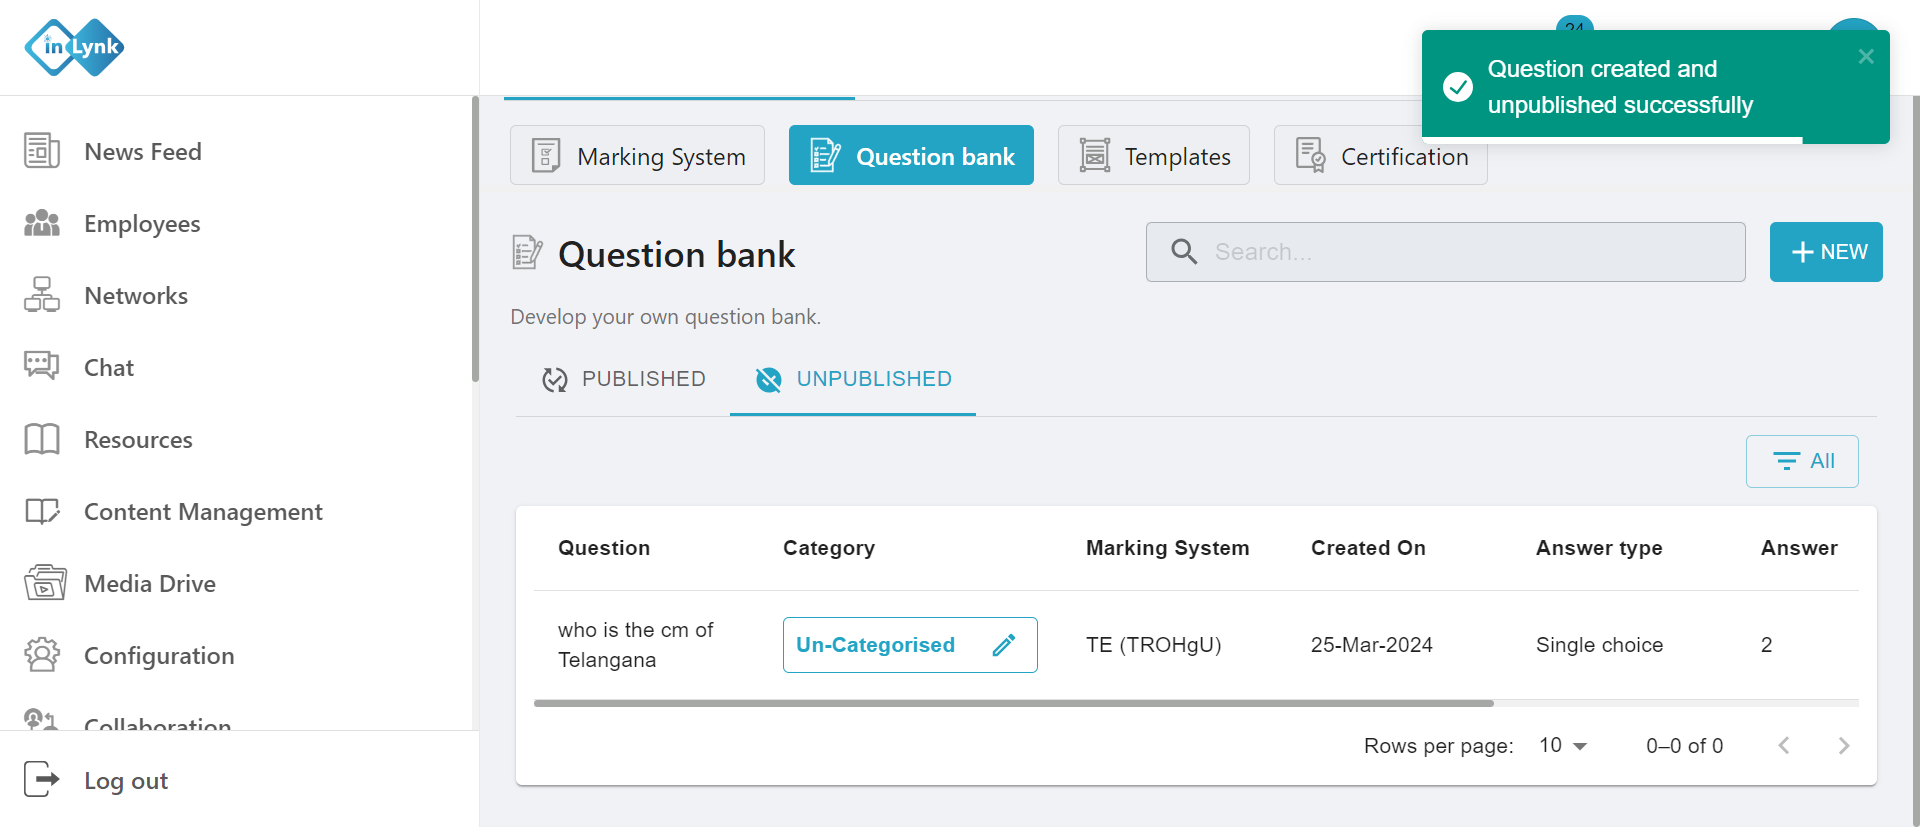 in Lynk
24
Question created and
unpublished successfully
News Feed
Employees
Networks
Chat
Resources
Content Management
Media Drive
Configuration
Collaboration
Log out
Marking System
Question bank
Templates
Certification
Question bank
Search...
NEW
Develop your own question bank.
PUBLISHED
UNPUBLISHED
All
Question Category Marking System Created On Answer type Answer
who is the cm of
Telangana
Un-Categorised
TE (TROHgU)
25-Mar-2024
Single choice
2
Rows per page: 10 0–0 of 0